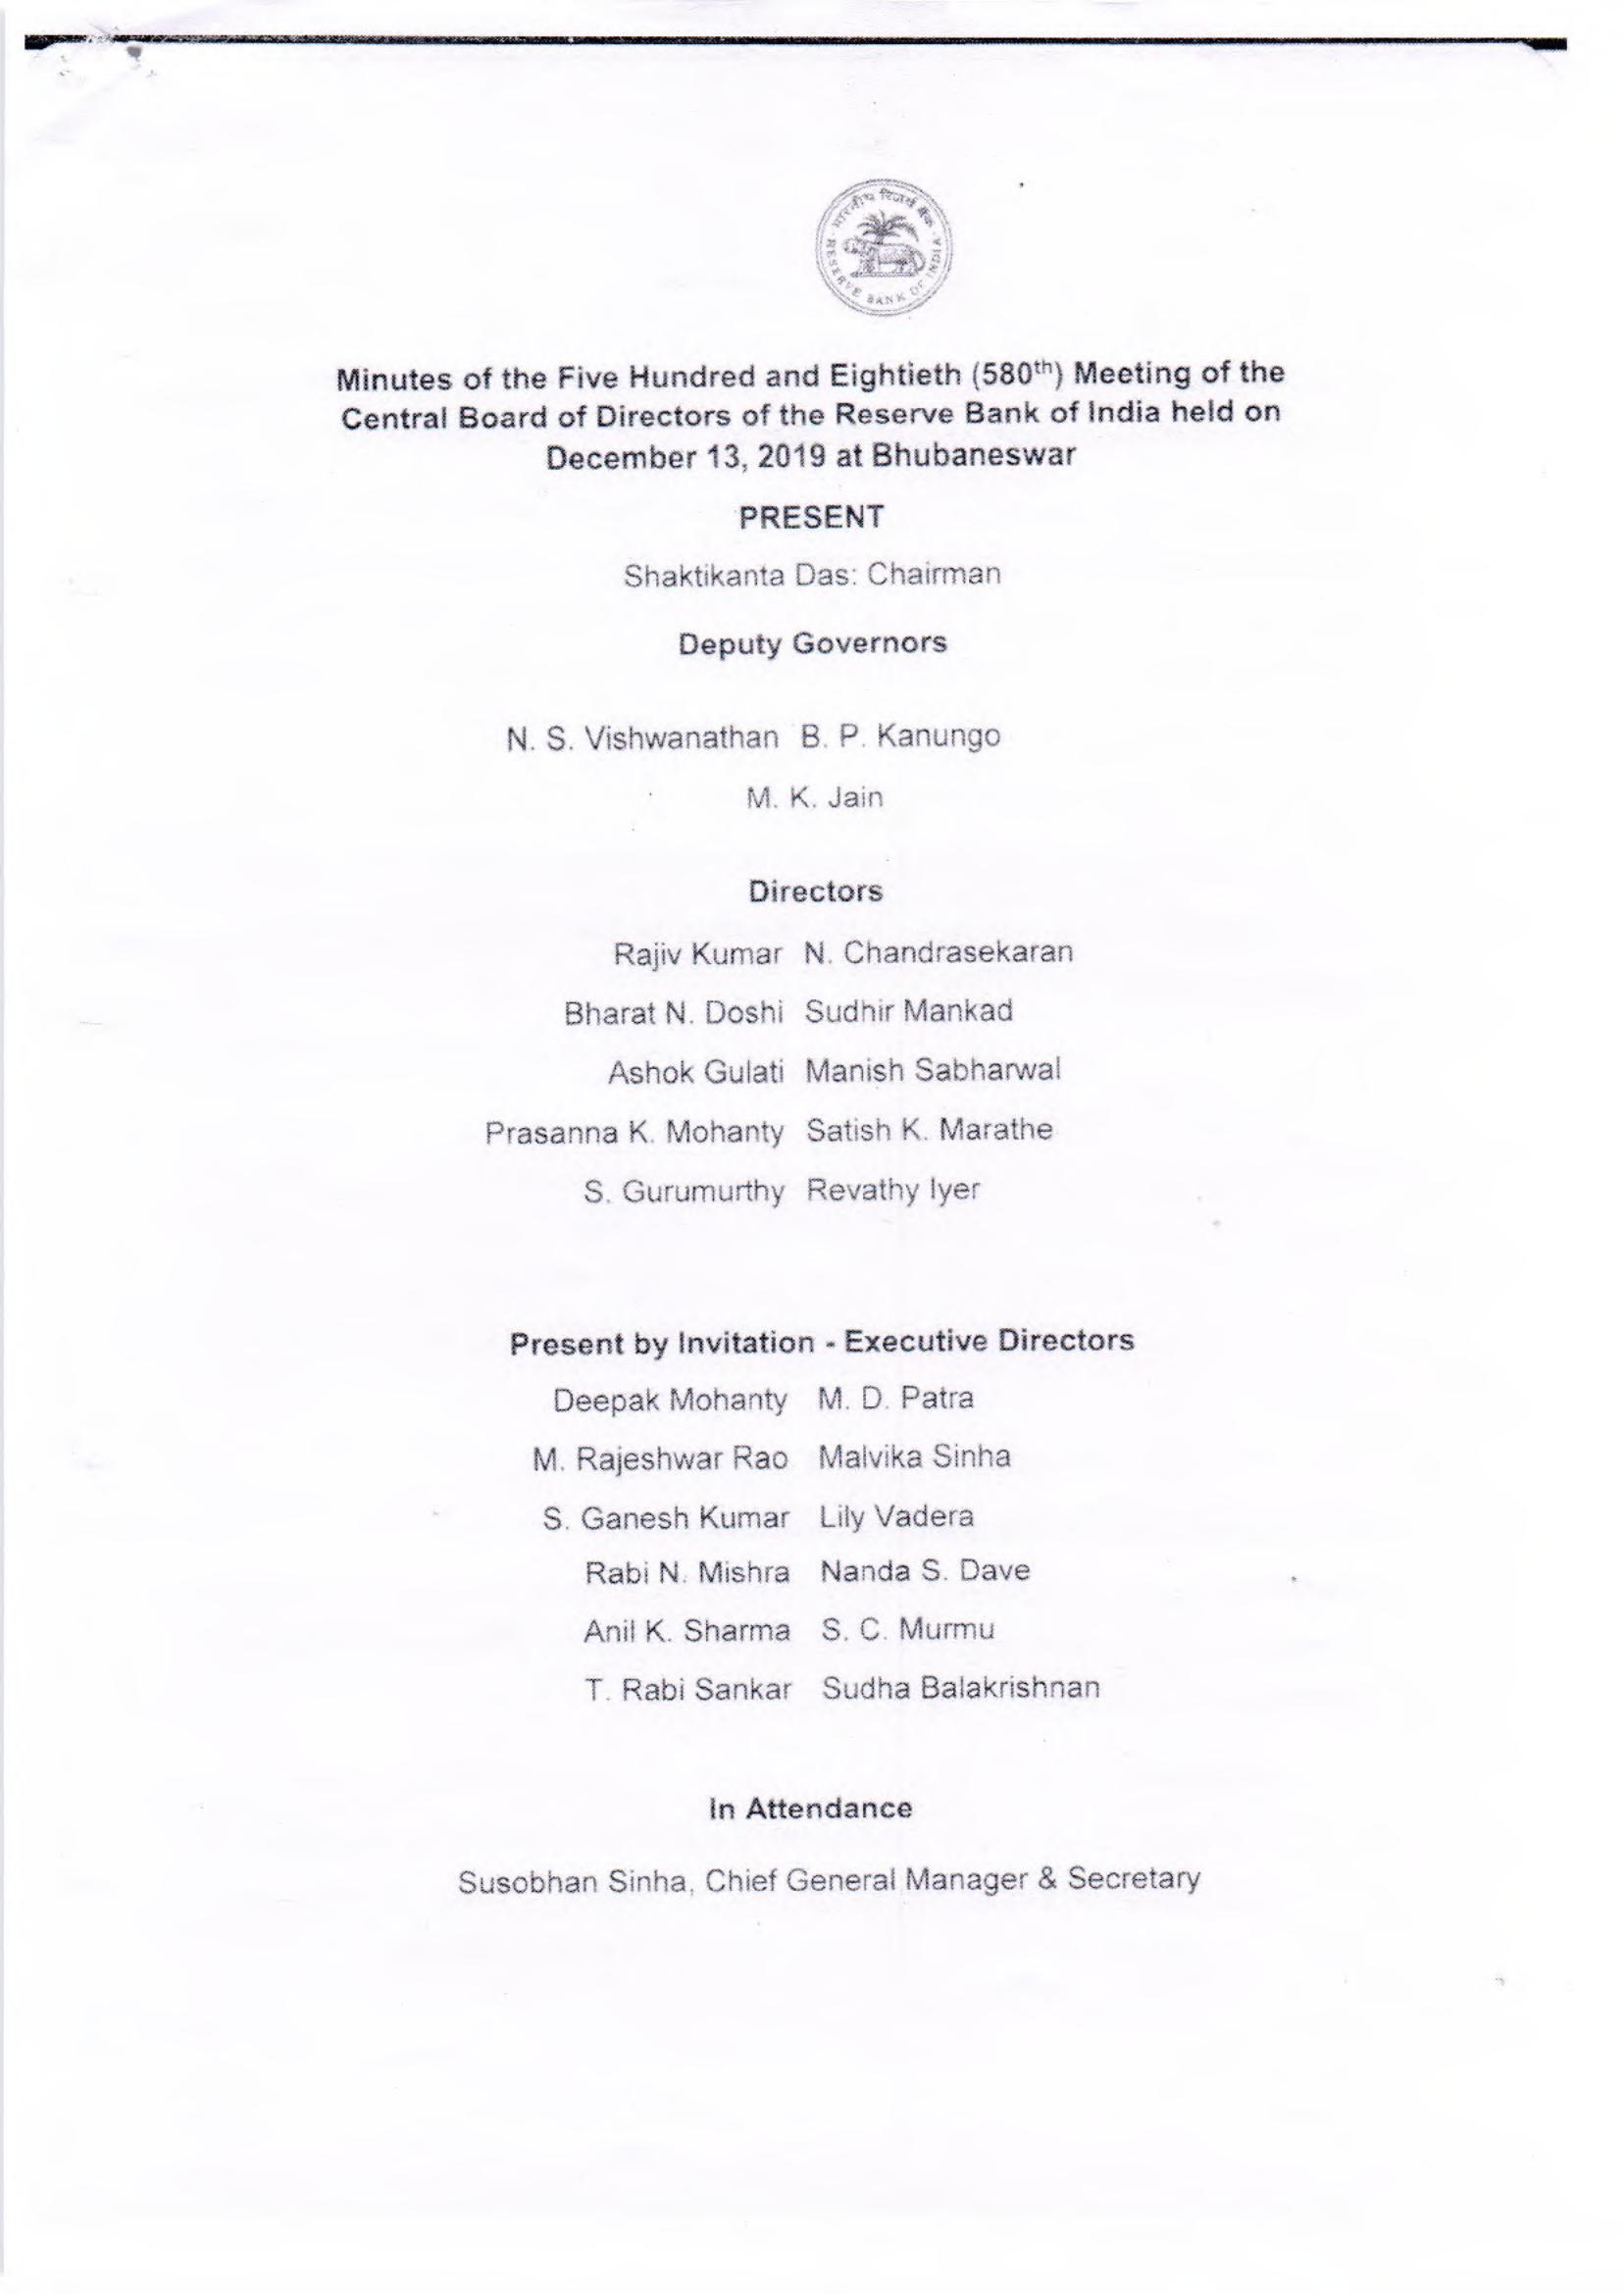 भारतीय रिज़र्व बैंक
RESERVE BANK OF INDIA
Minutes of the Five Hundred and Eightieth (580th) Meeting of the
Central Board of Directors of the Reserve Bank of India held on
December 13, 2019 at Bhubaneswar
PRESENT
Shaktikanta Das: Chairman
Deputy Governors
N. S. Vishwanathan B. P. Kanungo
M. K. Jain
Directors
Rajiv Kumar N. Chandrasekaran
Bharat N. Doshi Sudhir Mankad
Ashok Gulati Manish Sabharwal
Prasanna K. Mohanty Satish K. Marathe
S. Gurumurthy Revathy Iyer
Present by Invitation - Executive Directors
Deepak Mohanty M. D. Patra
M. Rajeshwar Rao Malvika Sinha
S. Ganesh Kumar Lily Vadera
Rabi N. Mishra Nanda S. Dave
Anil K. Sharma S. C. Murmu
T. Rabi Sankar Sudha Balakrishnan
In Attendance
Susobhan Sinha, Chief General Manager & Secretary